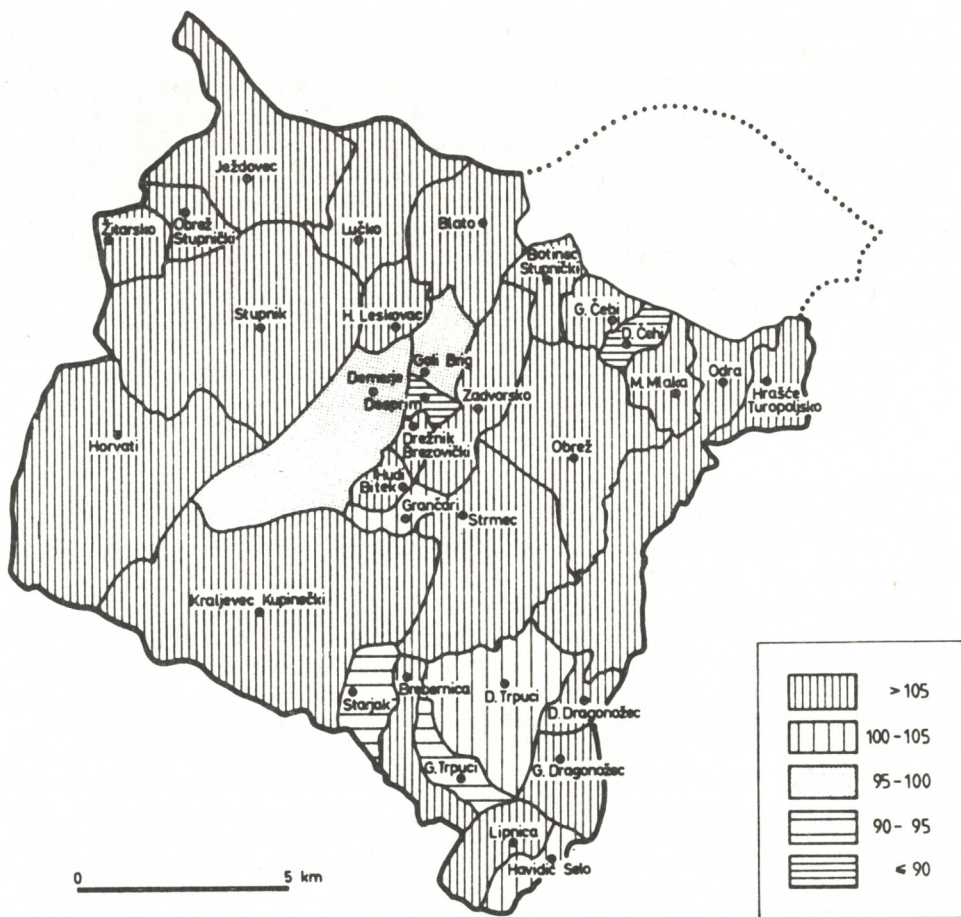 Ježdovec
Žitarsko
Obrež
Stupnički
Lučko
Blato
Botinec
Stupnički
Stupnik
H. Leskovac
G. Čehi
D. Čehi
Goli Brig
Demerje
Desprim
Zadvorsko
M. Mlaka
Odra
Hrašće
Turopoljsko
Horvati
Drežnik
Brezovički
Obrež
Hudi
Bitek
Grančari
Strmec
Kraljevec Kupinečki
Starjak
Brebernica
D. Trpuci
D. Dragonožec
G. Trpuci
G. Dragonožec
Lipnica
Havidić Selo
0 5 km
> 105
100-105
95-100
90-95
≤ 90